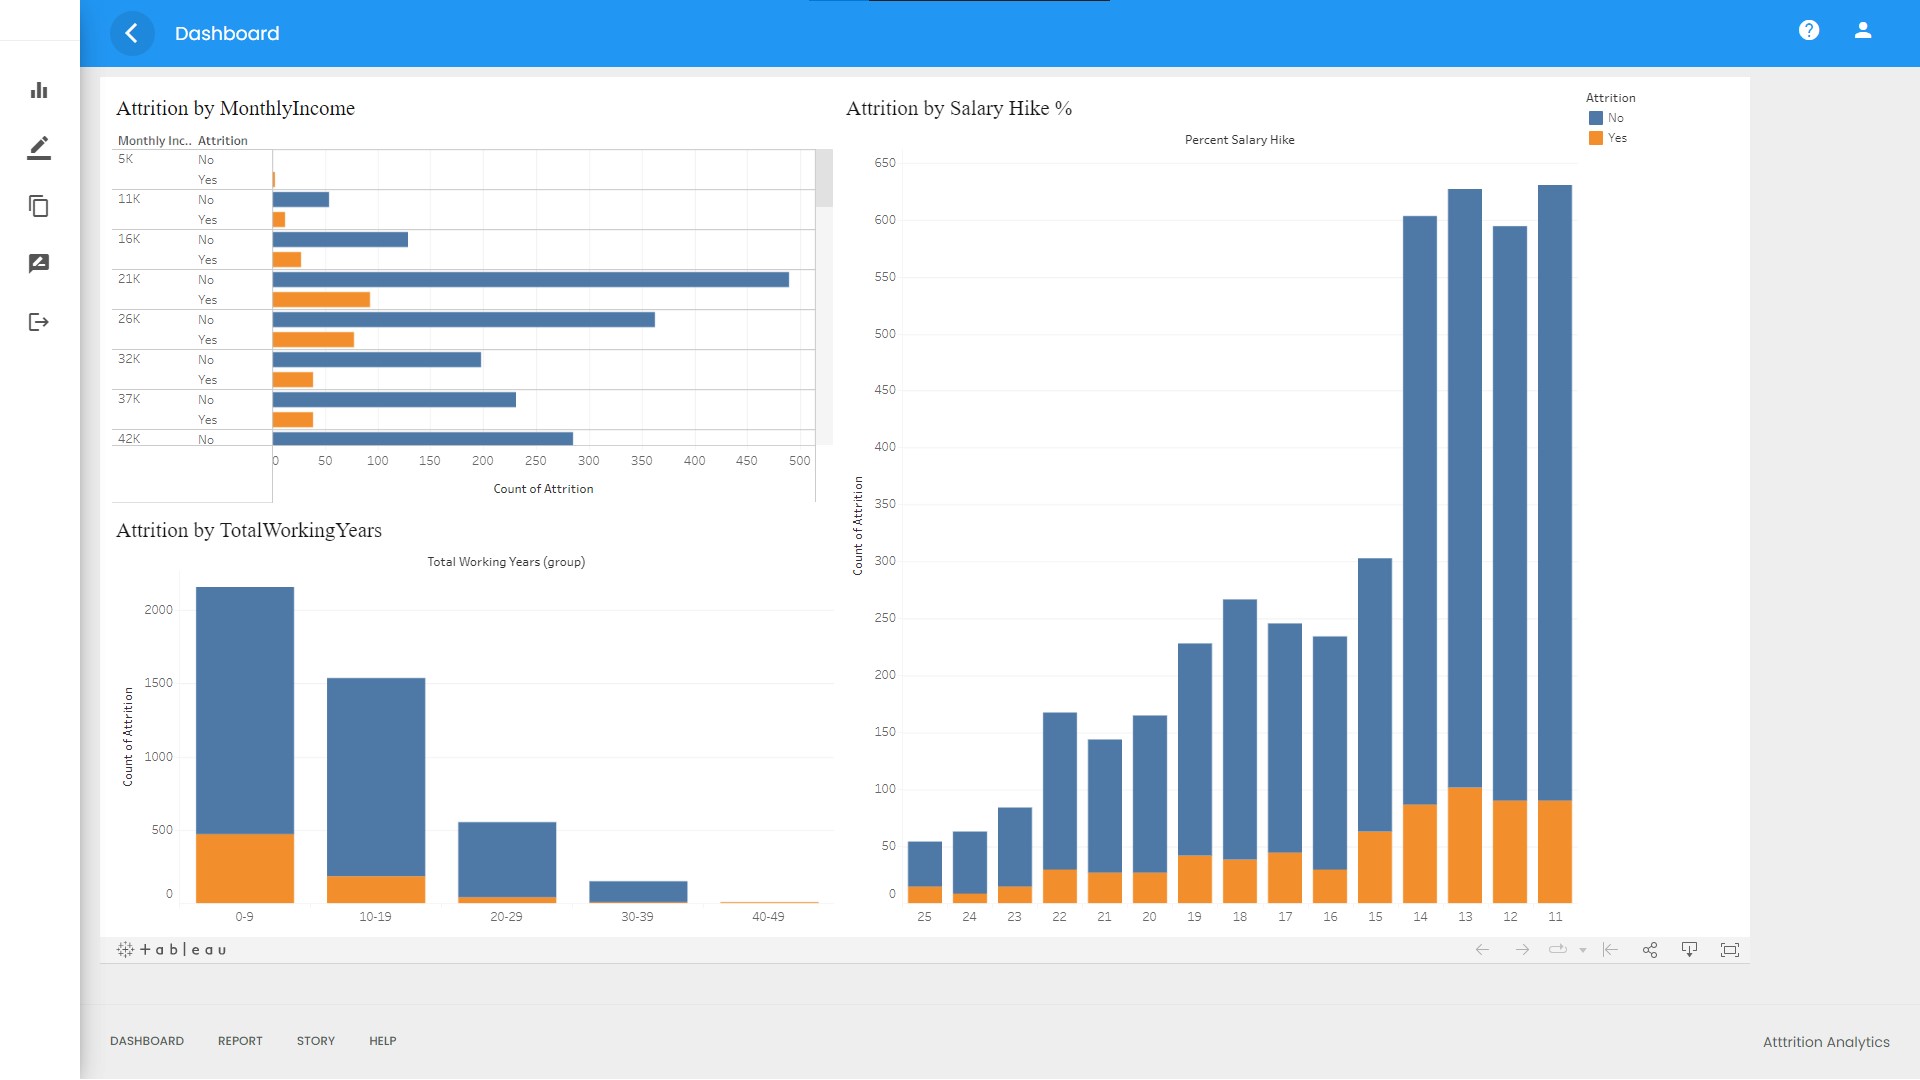 Dashboard
Attrition by MonthlyIncome
Monthly Inc.. Attrition
5K No
Yes
11K No
Yes
16K No
Yes
21K No
Yes
26K No
Yes
32K No
Yes
37K No
Yes
42K No
0 50 100 150 200 250 300 350 400 450 500
Count of Attrition
Attrition by TotalWorkingYears
Total Working Years (group)
Count of Attrition
2000
1500
1000
500
0
0-9 10-19 20-29 30-39 40-49
Attrition by Salary Hike %
Percent Salary Hike
Count of Attrition
650
600
550
500
450
400
350
300
250
200
150
100
50
0
25 24 23 22 21 20 19 18 17 16 15 14 13 12 11
Attrition
No
Yes
+ableau
DASHBOARD REPORT STORY HELP
Atttrition Analytics